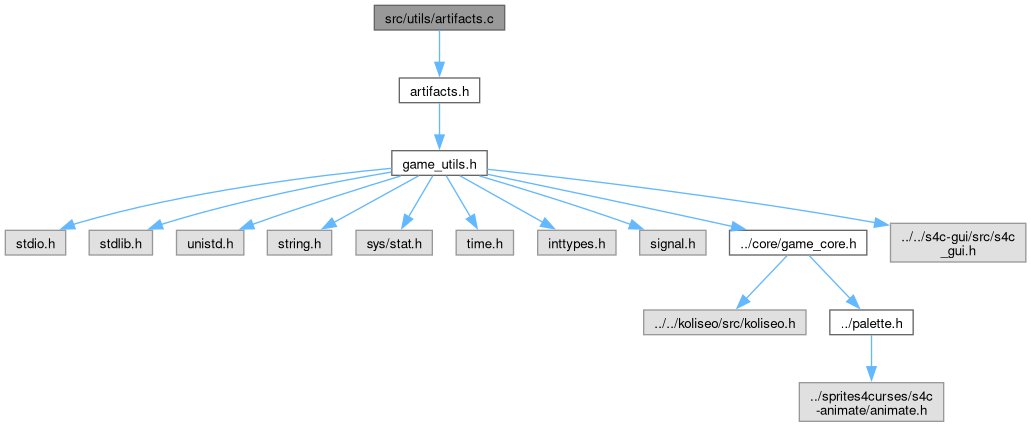 src/utils/artifacts.c
artifacts.h
game_utils.h
stdio.h
stdlib.h
unistd.h
string.h
sys/stat.h
time.h
inttypes.h
signal.h
../core/game_core.h
../../s4c-gui/src/s4c
_gui.h
../../koliseo/src/koliseo.h
../palette.h
../sprites4curses/s4c
-animate/animate.h